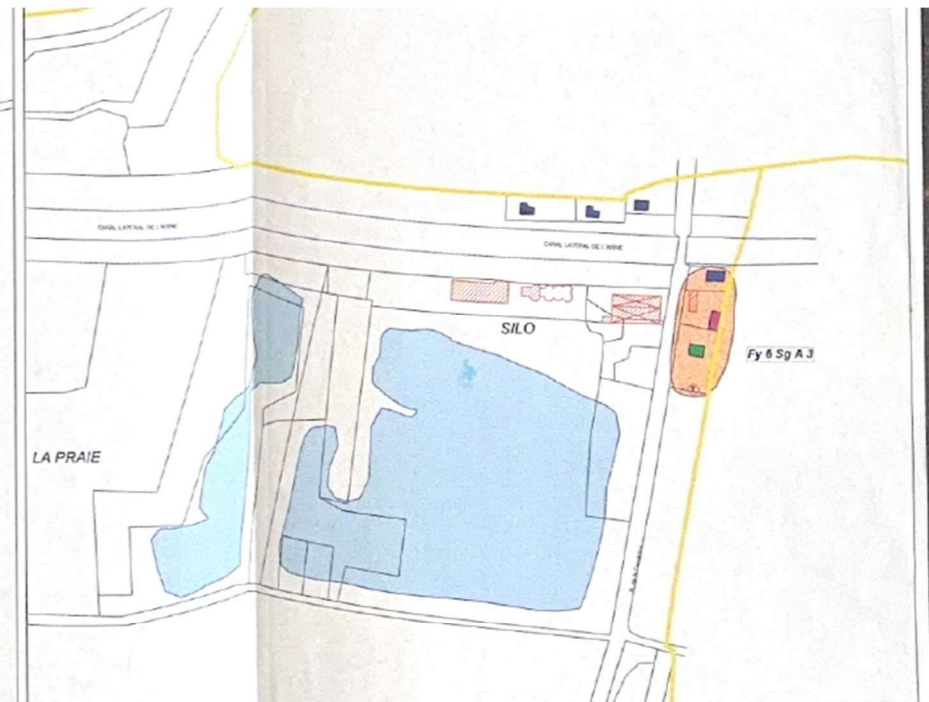 CANAL LATERAL DE L'AISNE
CANAL LATERAL DE L'AISNE
SILO
Fy 6 Sg A 3
LA PRAIE